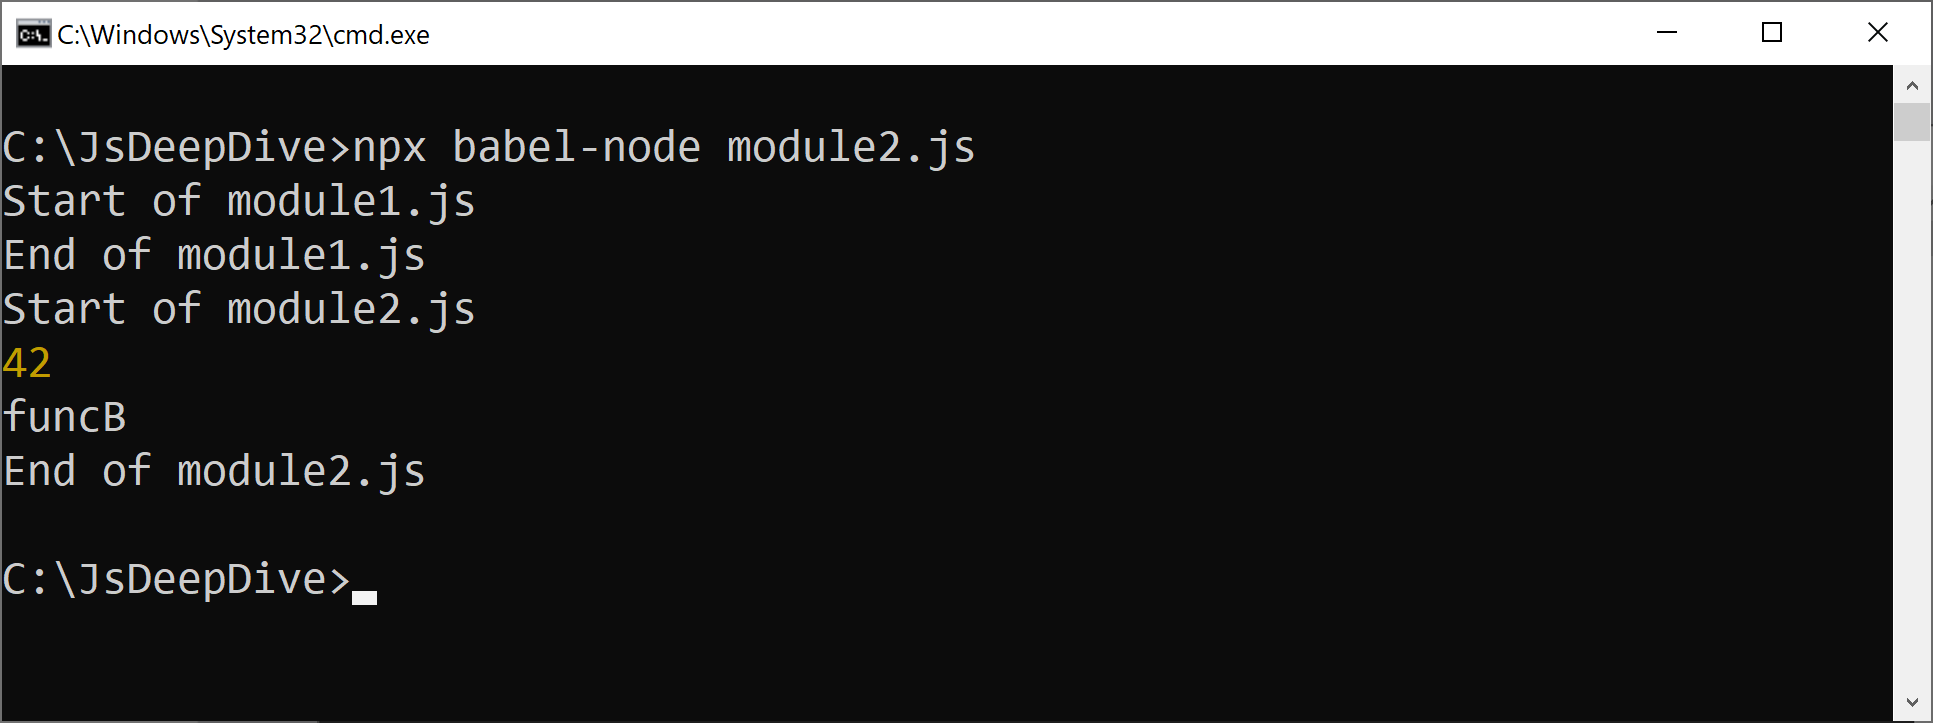 C:\Windows\System32\cmd.exe
C:\JsDeepDive>npx babel-node module2.js
Start of module1.js
End of module1.js
Start of module2.js
42
funcB
End of module2.js
C:\JsDeepDive>